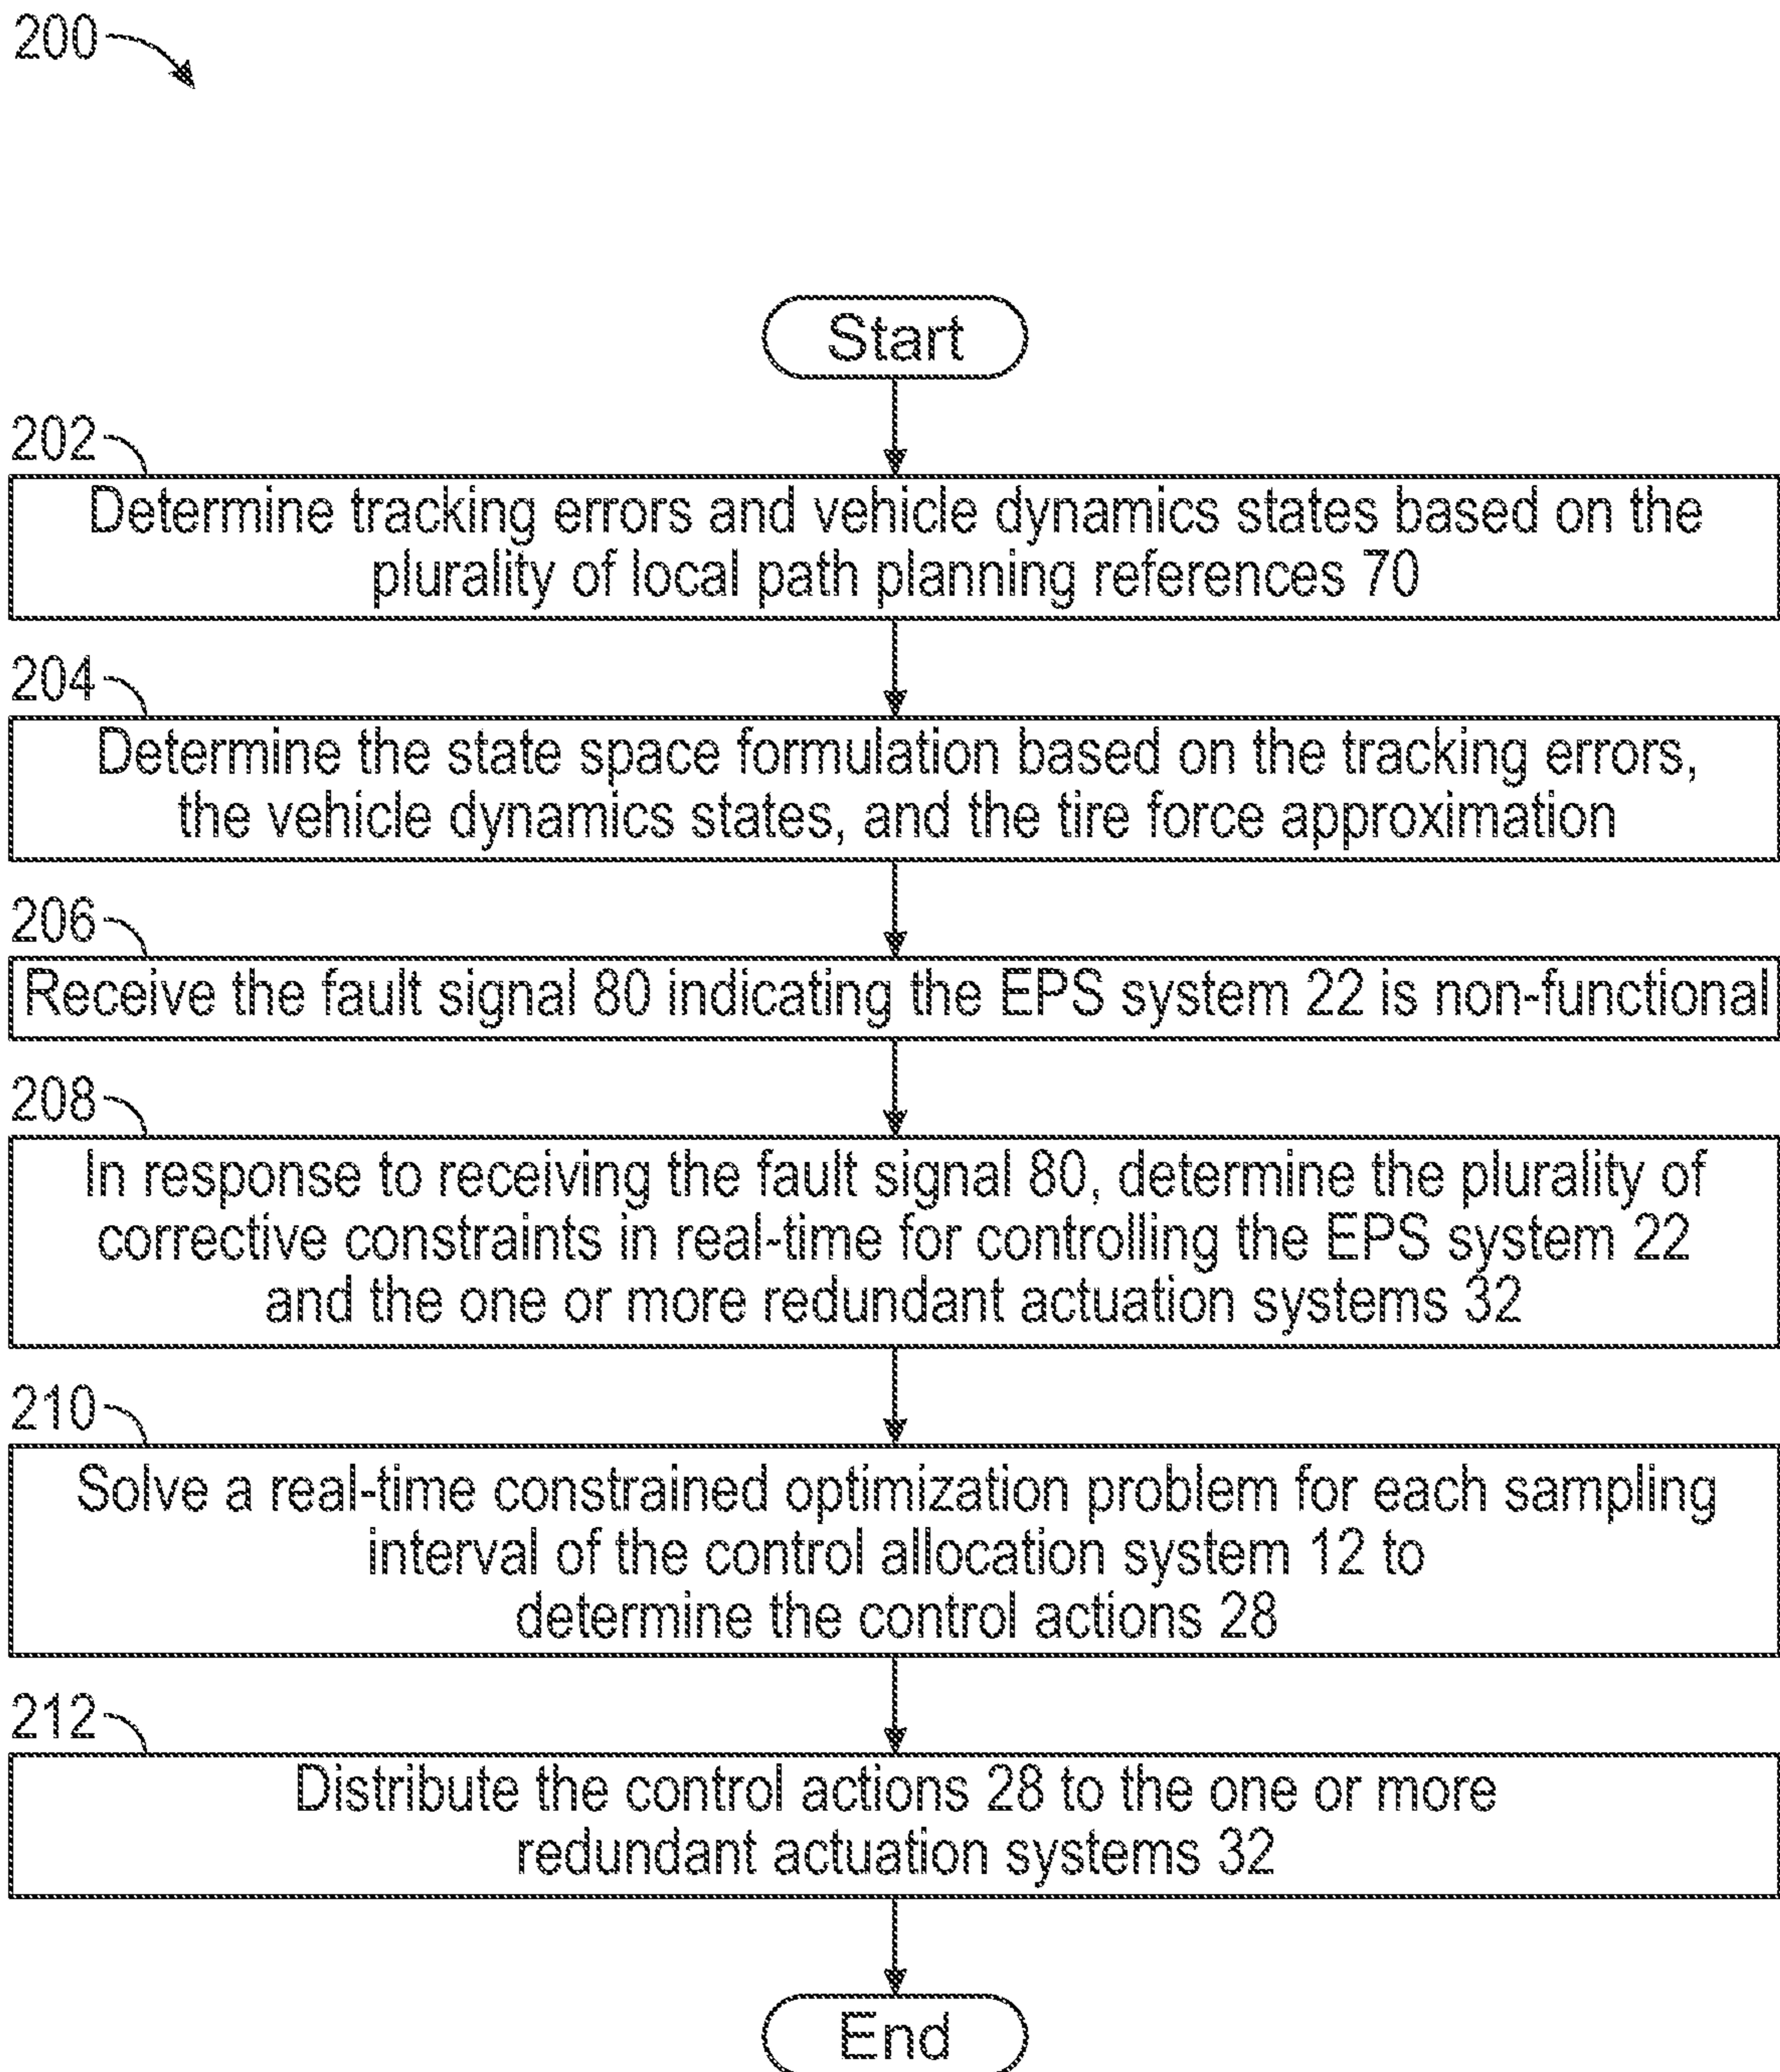 200
Start
202
Determine tracking errors and vehicle dynamics states based on the
plurality of local path planning references 70
204
Determine the state space formulation based on the tracking errors,
the vehicle dynamics states, and the tire force approximation
206
Receive the fault signal 80 indicating the EPS system 22 is non-functional
208
In response to receiving the fault signal 80, determine the plurality of
corrective constraints in real-time for controlling the EPS system 22
and the one or more redundant actuation systems 32
210
Solve a real-time constrained optimization problem for each sampling
interval of the control allocation system 12 to
determine the control actions 28
212
Distribute the control actions 28 to the one or more
redundant actuation systems 32
End